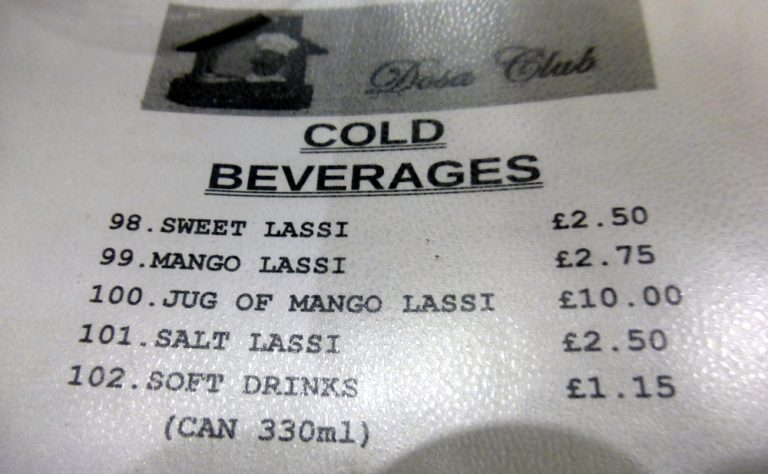 Dosa Club
COLD
BEVERAGES
98.SWEET LASSI £2.50
99.MANGO LASSI £2.75
100.JUG OF MANGO LASSI £10.00
101.SALT LASSI £2.50
102.SOFT DRINKS £1.15
(CAN 330ml)